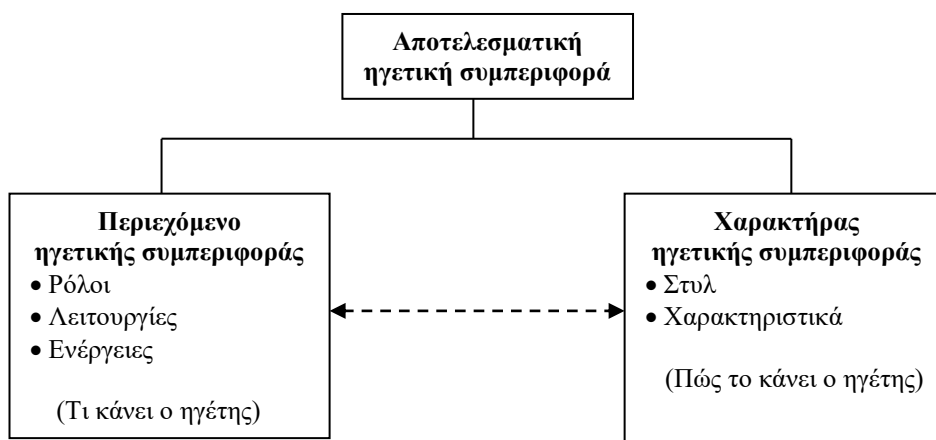 Αποτελεσματική
ηγετική συμπεριφορά
Περιεχόμενο
ηγετικής συμπεριφοράς
• Ρόλοι
• Λειτουργίες
• Ενέργειες
(Τι κάνει ο ηγέτης)
Χαρακτήρας
ηγετικής συμπεριφοράς
• Στυλ
• Χαρακτηριστικά
(Πώς το κάνει ο ηγέτης)